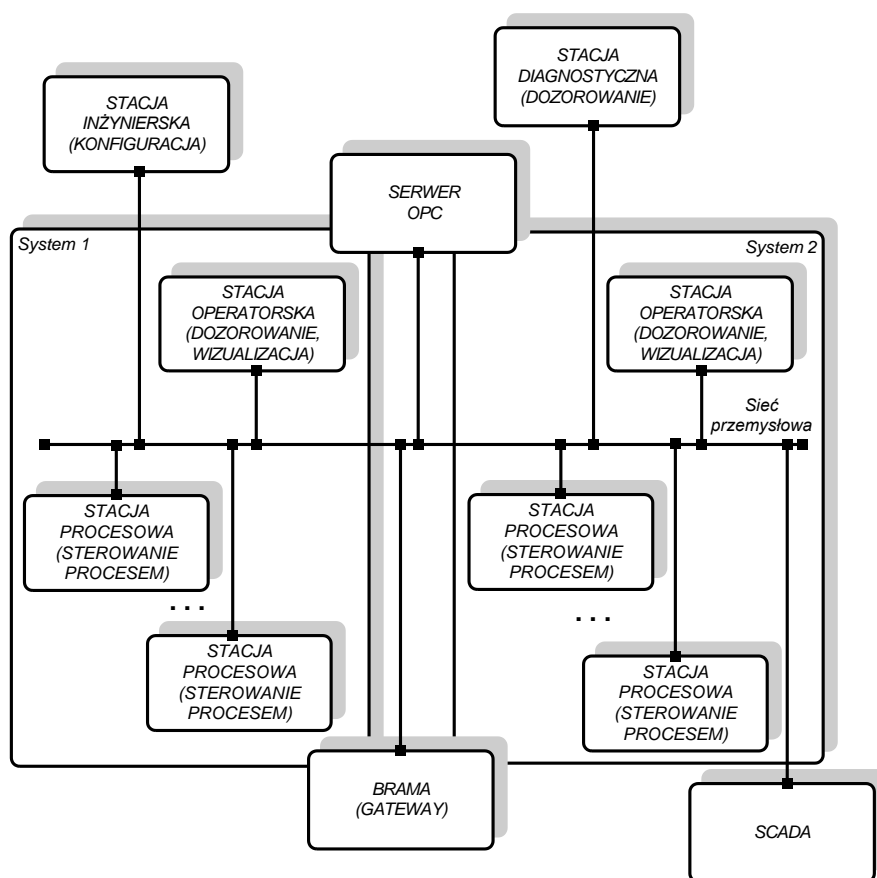 STACJA
DIAGNOSTYCZNA
(DOZOROWANIE)
STACJA
INŻYNIERSKA
(KONFIGURACJA)
SERWER
OPC
System 1
System 2
STACJA
OPERATORSKA
(DOZOROWANIE,
WIZUALIZACJA)
STACJA
OPERATORSKA
(DOZOROWANIE,
WIZUALIZACJA)
Sieć
przemysłowa
STACJA
PROCESOWA
(STEROWANIE
PROCESEM)
STACJA
PROCESOWA
(STEROWANIE
PROCESEM)
. . .
. . .
STACJA
PROCESOWA
(STEROWANIE
PROCESEM)
STACJA
PROCESOWA
(STEROWANIE
PROCESEM)
BRAMA
(GATEWAY)
SCADA